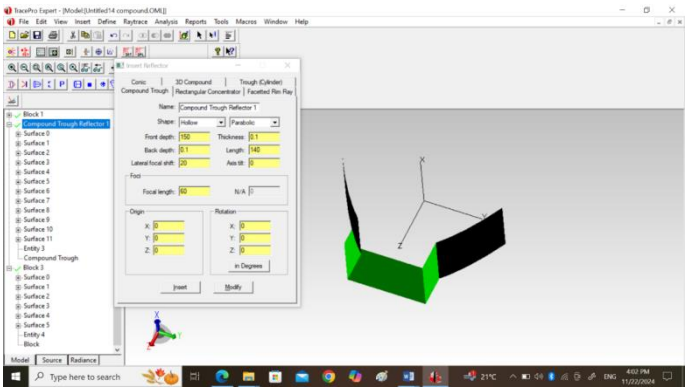 TracePro Expert - [Model:[Untitled14 compound.OML]]
File Edit View Insert Define Raytrace Analysis Reports Tools Macros Window Help
Insert Reflector
Conic 3D Compound Trough (Cylinder)
Compound Trough Rectangular Concentrator Facetted Rim Ray
Name: Compound Trough Reflector 1
Shape: Hollow Parabolic
Front depth: 150 Thickness: 0.1
Back depth: 0.1 Length: 140
Lateral focal shift: 20 Axis tilt: 0
Foci
Focal length: 60 N/A 0
Origin Rotation
X: 0 X: 0
Y: 0 Y: 0
Z: 0 Z: 0
in Degrees
Insert Modify
Block 1
Compound Trough Reflector 1
Surface 0
Surface 1
Surface 2
Surface 3
Surface 4
Surface 5
Surface 6
Surface 7
Surface 8
Surface 9
Surface 10
Surface 11
Entity 3
Compound Trough
Block 3
Surface 0
Surface 1
Surface 2
Surface 3
Surface 4
Surface 5
Entity 4
Block
X
Z
X
Model Source Radiance
Type here to search
21°C
ENG
4:02 PM
11/22/2024